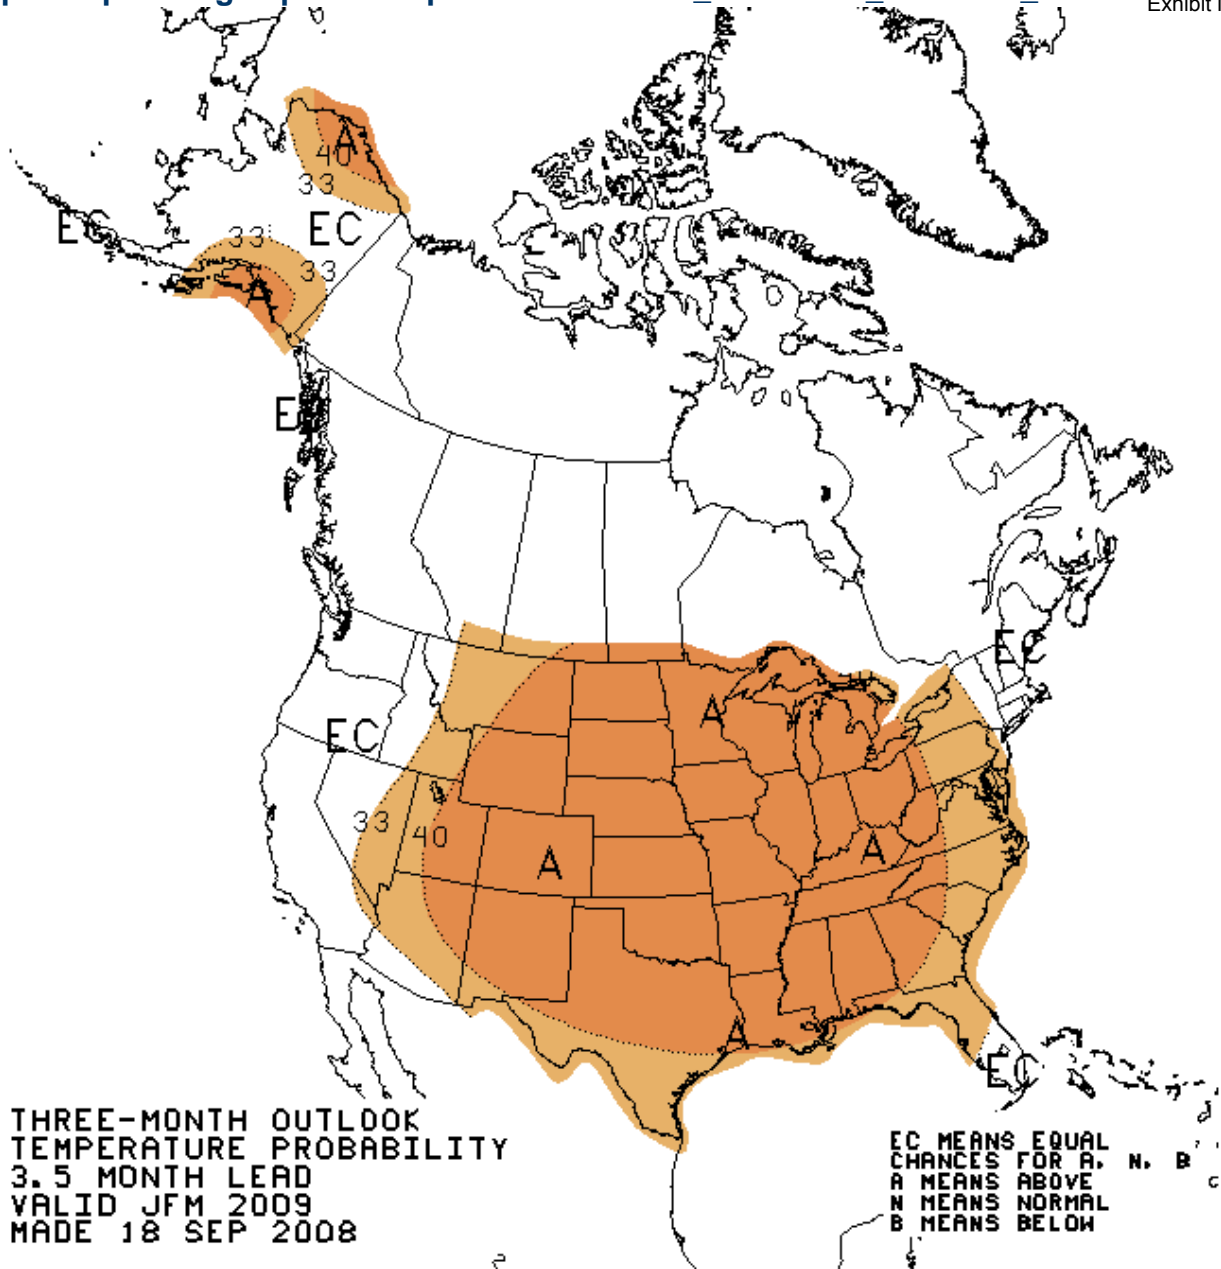 Exhibit
A
40
33
EC
EC
33
33
A
EC
EC
A
EC
33
40
A
A
A
EC
THREE-MONTH OUTLOOK
TEMPERATURE PROBABILITY
3.5 MONTH LEAD
VALID JFM 2009
MADE 18 SEP 2008
EC MEANS EQUAL
CHANCES FOR A, N, B
A MEANS ABOVE
N MEANS NORMAL
B MEANS BELOW